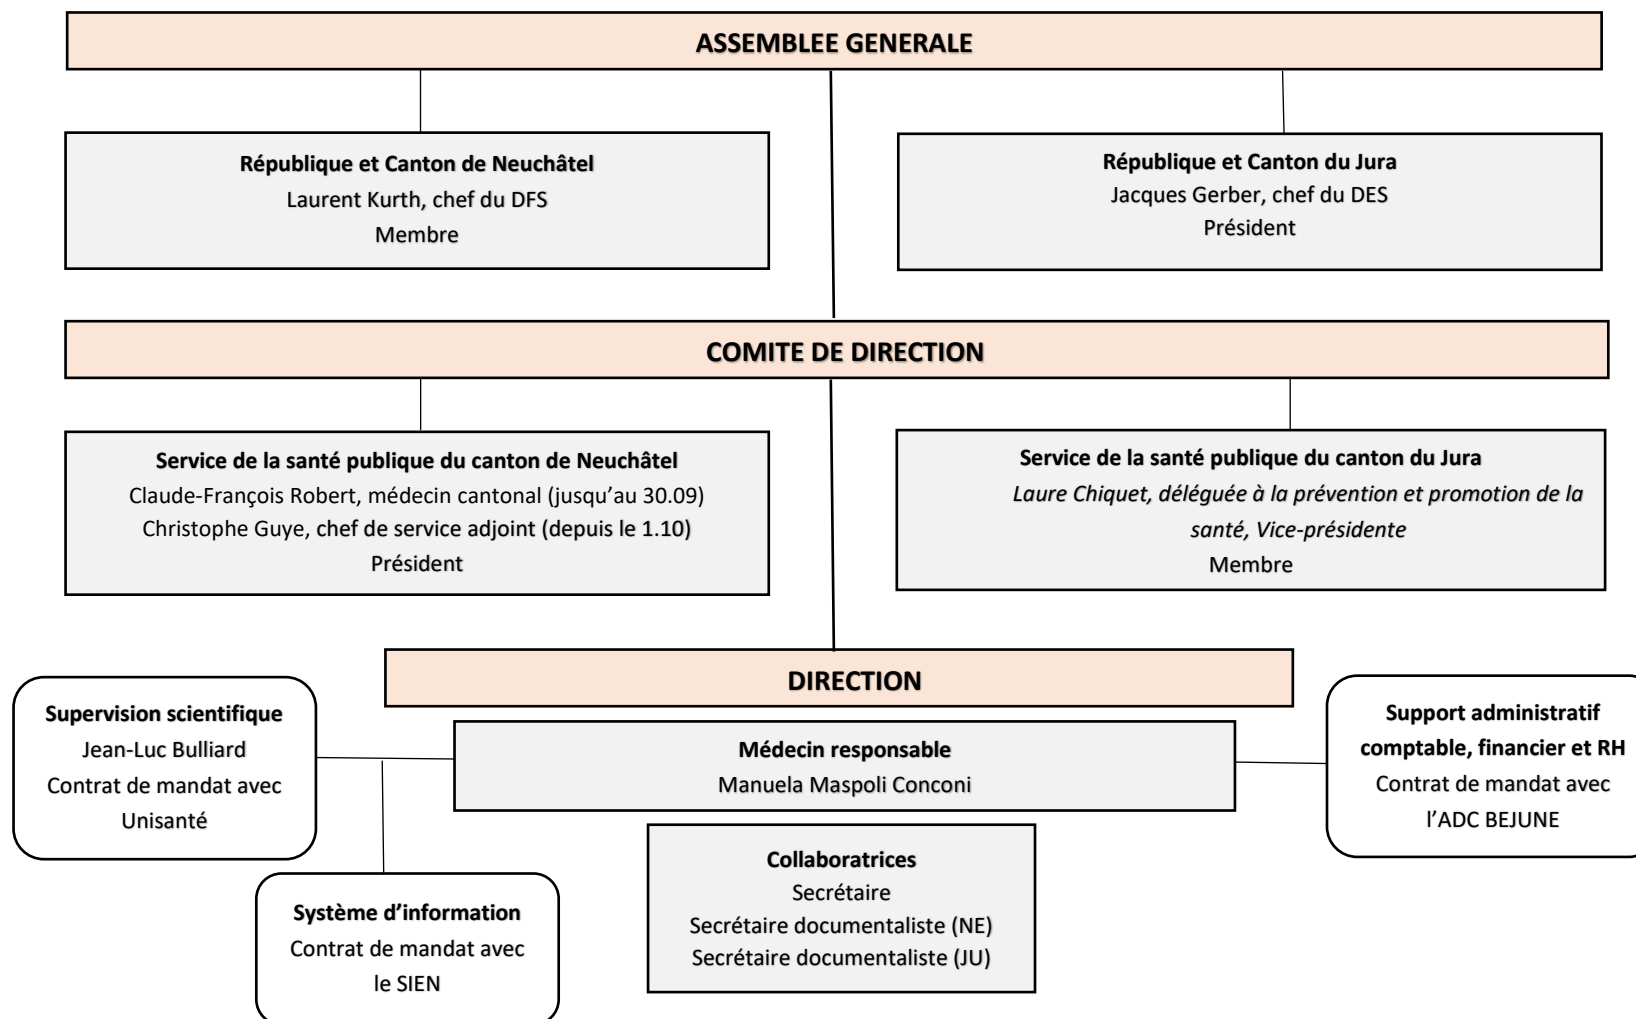 ASSEMBLEE GENERALE
République et Canton de Neuchâtel
Laurent Kurth, chef du DFS
Membre
République et Canton du Jura
Jacques Gerber, chef du DES
Président
COMITE DE DIRECTION
Service de la santé publique du canton de Neuchâtel
Claude-François Robert, médecin cantonal (jusqu’au 30.09)
Christophe Guye, chef de service adjoint (depuis le 1.10)
Président
Service de la santé publique du canton du Jura
Laure Chiquet, déléguée à la prévention et promotion de la
santé, Vice-présidente
Membre
DIRECTION
Supervision scientifique
Jean-Luc Bulliard
Contrat de mandat avec
Unisanté
Médecin responsable
Manuela Maspoli Conconi
Support administratif
comptable, financier et RH
Contrat de mandat avec
l’ADC BEJUNE
Système d’information
Contrat de mandat avec
le SIEN
Collaboratrices
Secrétaire
Secrétaire documentaliste (NE)
Secrétaire documentaliste (JU)